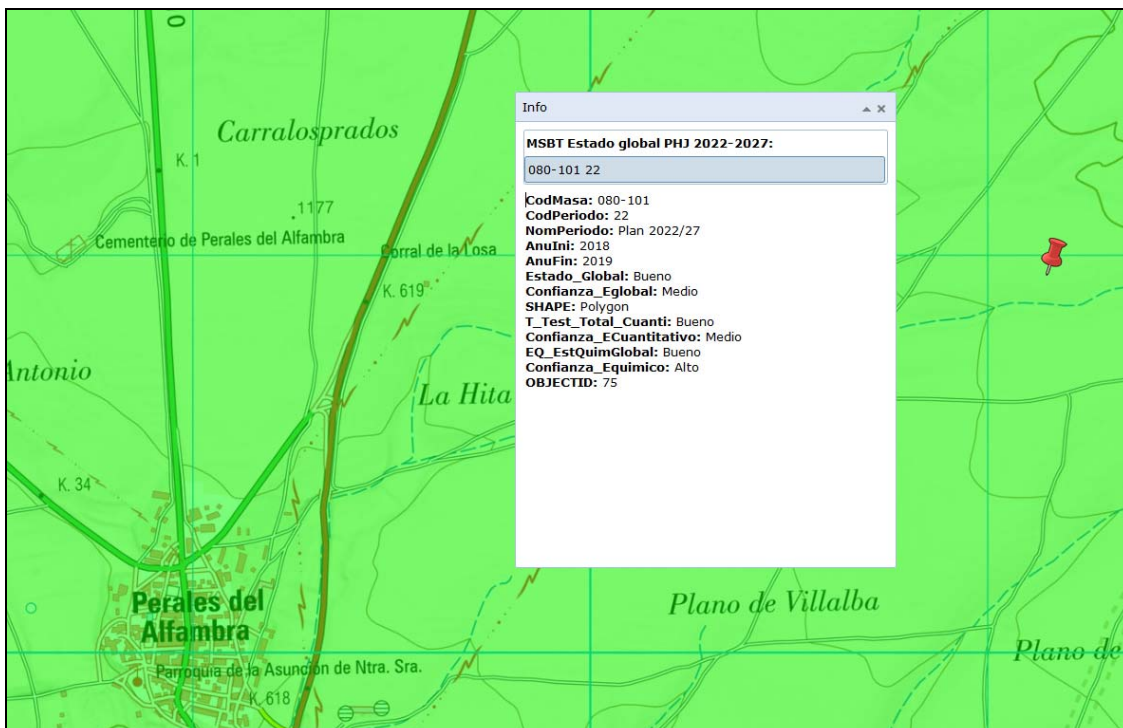 0
Carralosprados
K. 1
1177
Cementerio de Perales del Alfambra
Corral de la Losa
K. 619
Antonio
La Hita
K. 34
Perales del
Alfambra
Parroquia de la Asunción de Ntra. Sra.
K. 618
Info
MSBT Estado global PHJ 2022-2027:
080-101 22
CodMasa: 080-101
CodPeriodo: 22
NomPeriodo: Plan 2022/27
AnuIni: 2018
AnuFin: 2019
Estado_Global: Bueno
Confianza_Eglobal: Medio
SHAPE: Polygon
T_Test_Total_Cuanti: Bueno
Confianza_ECuantitativo: Medio
EQ_EstQuimGlobal: Bueno
Confianza_Equimico: Alto
OBJECTID: 75
Plano de Villalba
Plano de